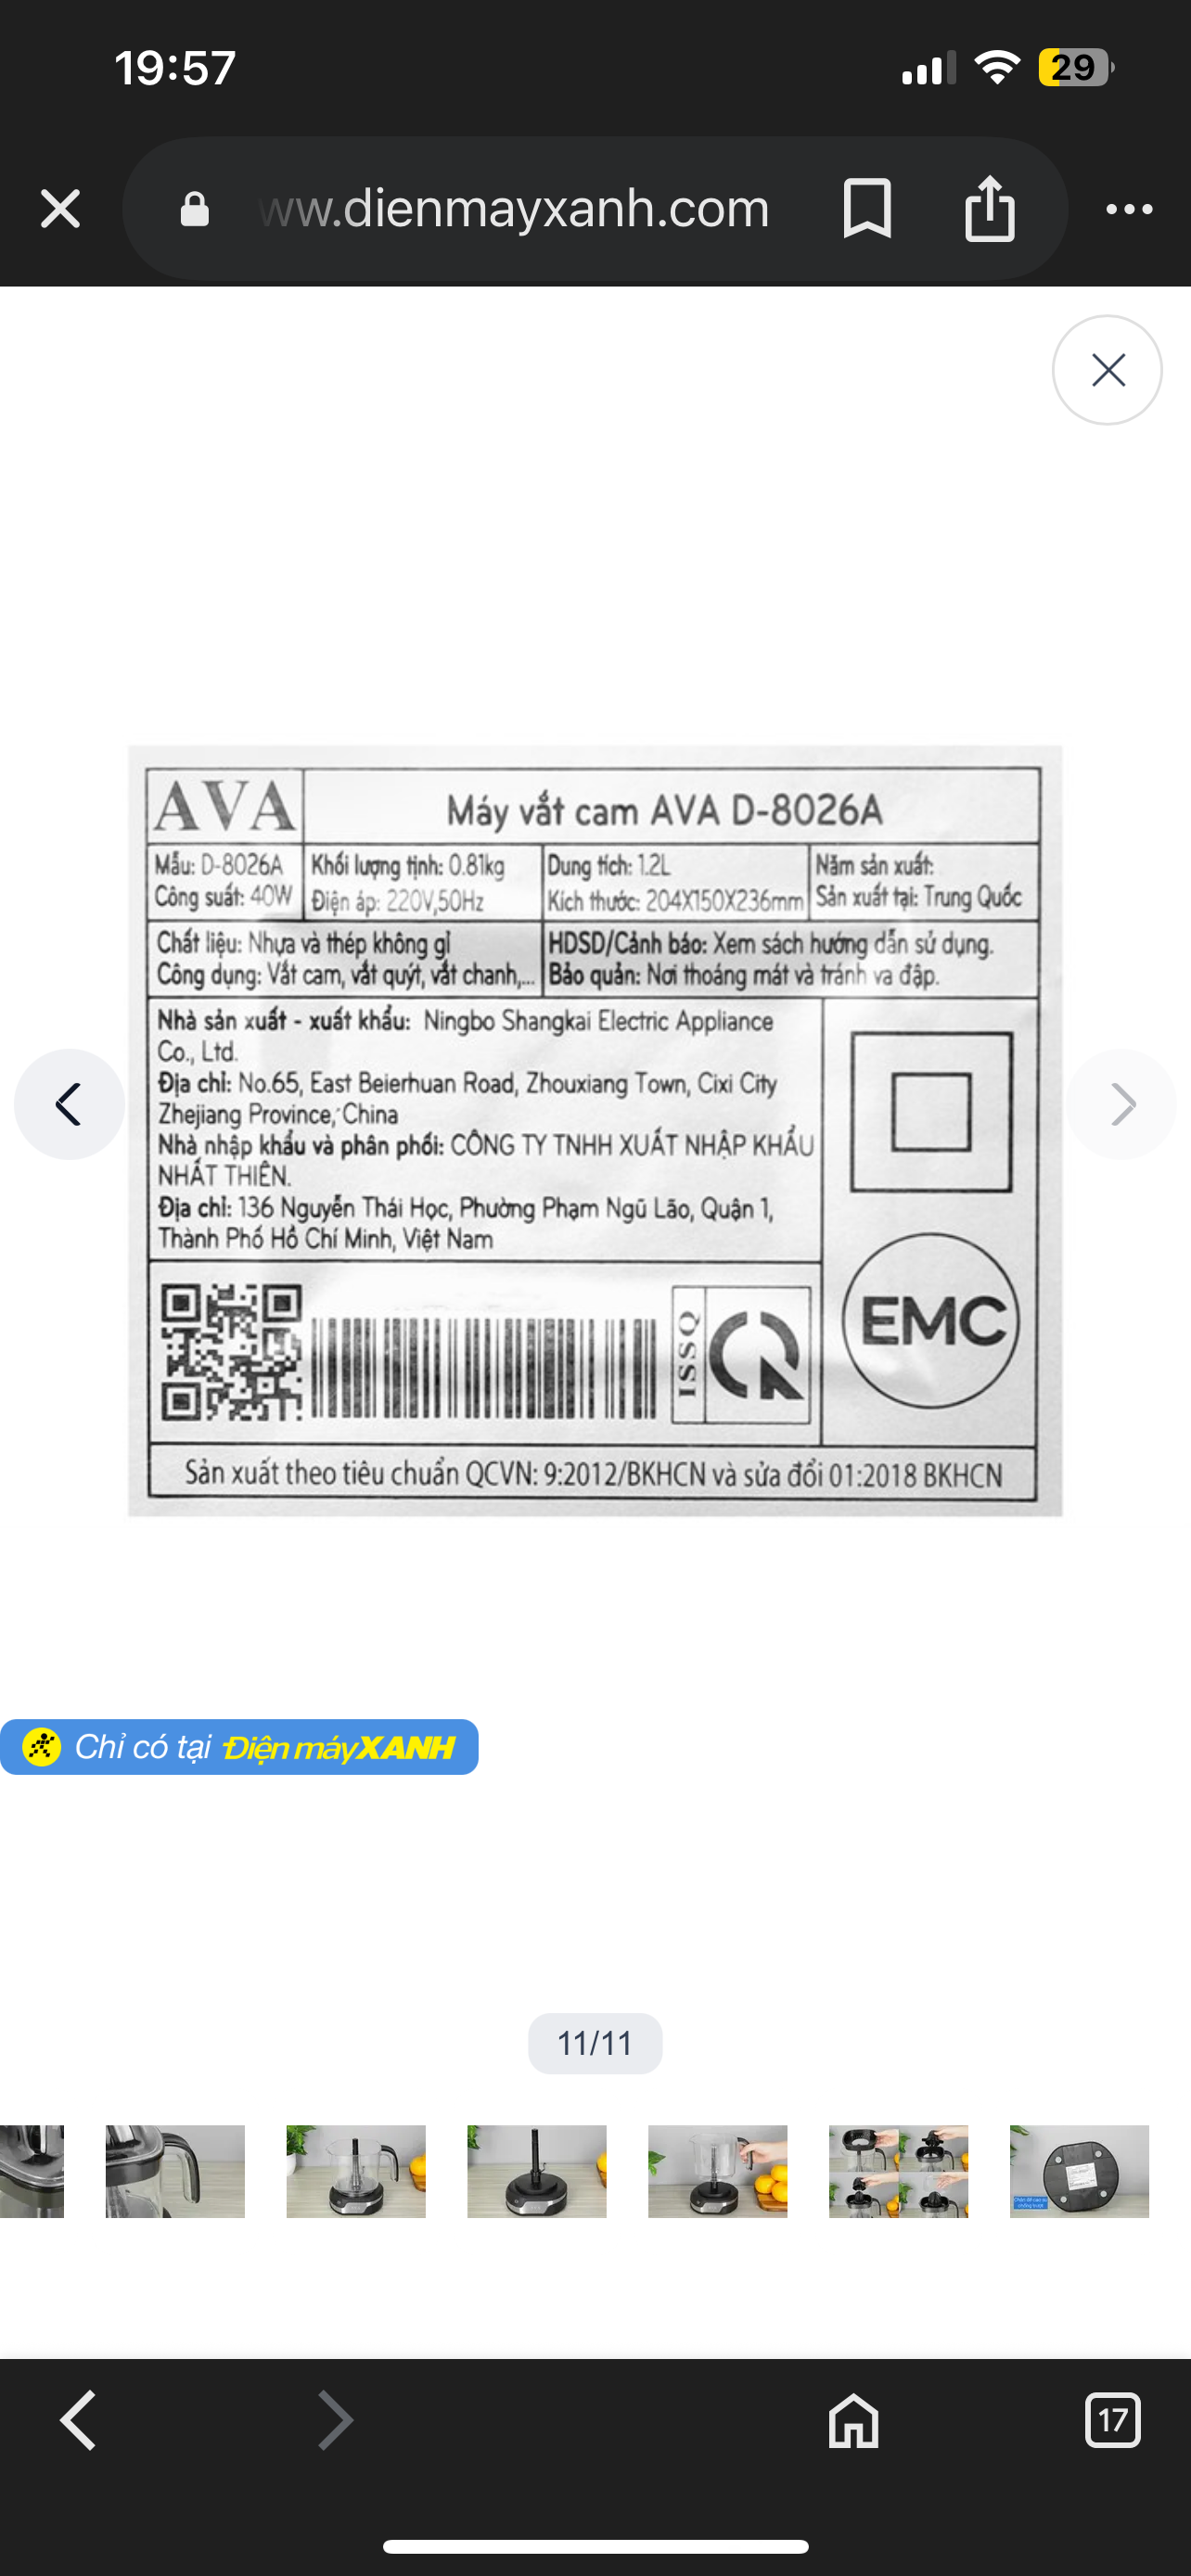 19:57
29
ww.dienmayxanh.com
AVA
Máy vắt cam AVA D-8026A
Mẫu: D-8026A
Công suất: 40W
Khối lượng tịnh: 0.81kg
Điện áp: 220V,50Hz
Dung tích: 1.2L
Kích thước: 204X150X236mm
Năm sản xuất:
Sản xuất tại: Trung Quốc
Chất liệu: Nhựa và thép không gỉ
Công dụng: Vắt cam, vắt quýt, vắt chanh,...
HDSD/Cảnh báo: Xem sách hướng dẫn sử dụng.
Bảo quản: Nơi thoáng mát và tránh va đập.
Nhà sản xuất - xuất khẩu: Ningbo Shangkai Electric Appliance
Co., Ltd.
Địa chỉ: No.65, East Beierhuan Road, Zhouxiang Town, Cixi City
Zhejiang Province, China
Nhà nhập khẩu và phân phối: CÔNG TY TNHH XUẤT NHẬP KHẨU
NHẤT THIÊN.
Địa chỉ: 136 Nguyễn Thái Học, Phường Phạm Ngũ Lão, Quận 1,
Thành Phố Hồ Chí Minh, Việt Nam
ISSQ
EMC
Sản xuất theo tiêu chuẩn QCVN: 9:2012/BKHCN và sửa đổi 01:2018 BKHCN
Chỉ có tại Điện máyXANH
11/11
17